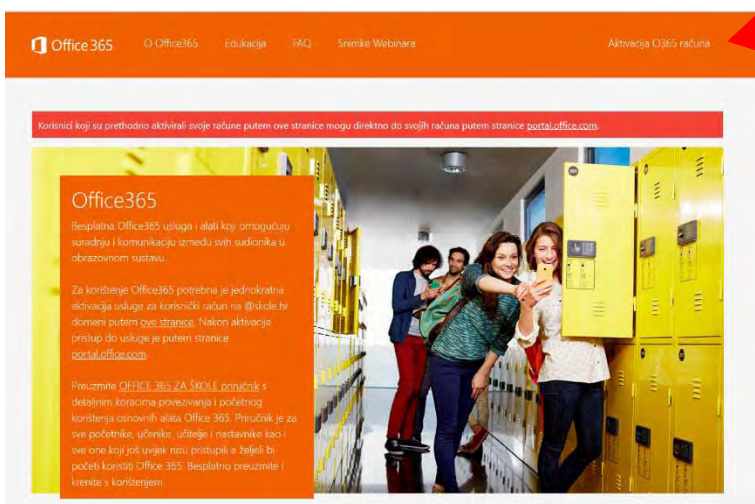 Office 365 O Office365 Edukacija FAQ Snimke Webinara Aktivacija O365 računa
Korisnici koji su prethodno aktivirali svoje račune putem ove stranice mogu direktno do svojih računa putem stranice portal.office.com.
Office365
Besplatna Office365 usluga i alati koji omogućuju
suradnju i komunikaciju između svih sudionika u
obrazovnom sustavu.
Za korištenje Office365 potrebna je jednokratna
aktivacija usluge za korisnički račun na @skole.hr
domeni putem ove stranice. Nakon aktivacije
pristup do usluge je putem stranice
portal.office.com.
Preuzmite OFFICE 365 ZA ŠKOLE priručnik s
detaljnim koracima povezivanja i početnog
korištenja osnovnih alata Office 365. Priručnik je za
sve početnike, učenike, učitelje i nastavnike kao i
sve one koji još uvijek nisu pristupili a željeli bi
početi koristiti Office 365. Besplatno preuzmite i
krenite s korištenjem.